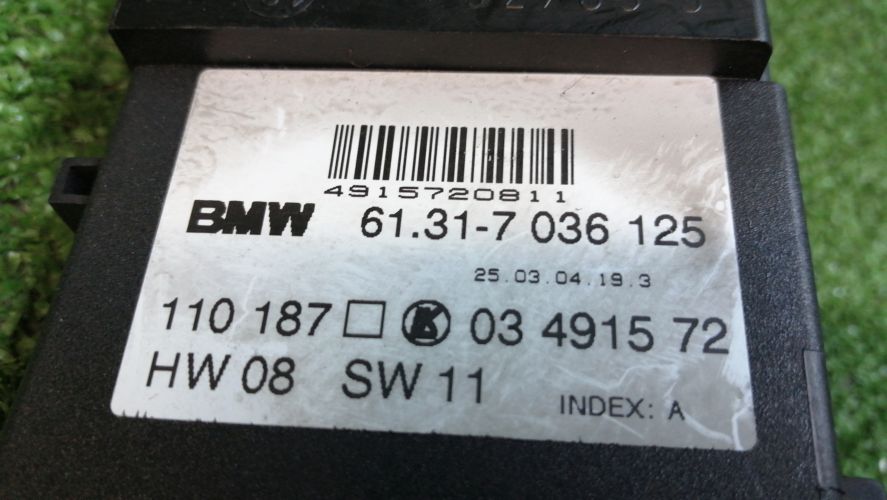 4915720811
BMW 61.31-7 036 125
25.03.04.19.3
110 187 03 4915 72
HW 08 SW 11
INDEX: A